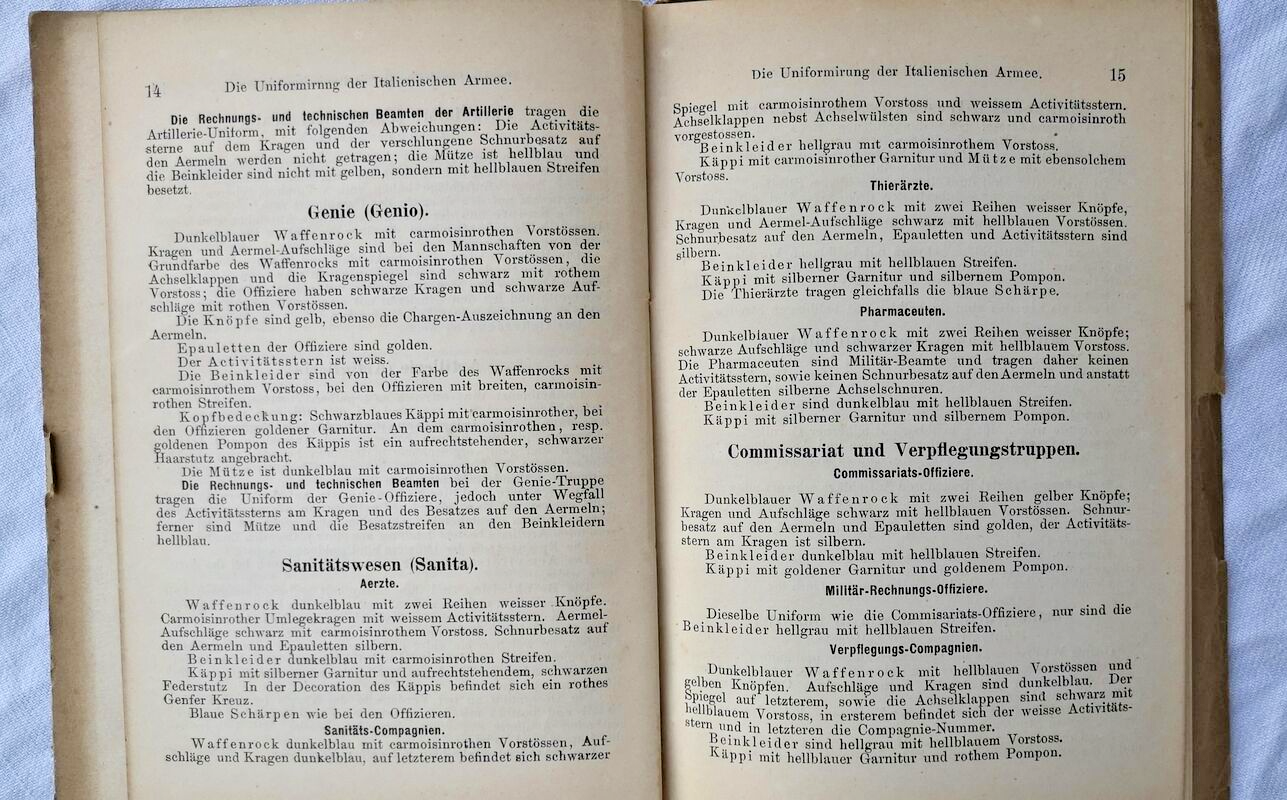 14
Die Uniformirnng der Italienischen Armee.
Die Rechnungs- und technischen Beamten der Artillerie tragen die
Artillerie-Uniform, mit folgenden Abweichungen: Die Activitäts-
sterne auf dem Kragen und der verschlungene Schnurbesatz auf
den Aermeln werden nicht getragen; die Mütze ist hellblau und
die Beinkleider sind nicht mit gelben, sondern mit hellblauen Streifen
besetzt.
Genie (Genio).
Dunkelblauer Waffenrock mit carmoisinrothen Vorstössen.
Kragen und Aermel-Aufschläge sind bei den Mannschaften von der
Grundfarbe des Waffenrocks mit carmoisinrothen Vorstössen, die
Achselklappen und die Kragenspiegel sind schwarz mit rothem
Vorstoss; die Offiziere haben schwarze Kragen und schwarze Auf-
schläge mit rothen Vorstössen.
Die Knöpfe sind gelb, ebenso die Chargen-Auszeichnung an den
Aermeln.
Epauletten der Offiziere sind golden.
Der Activitätsstern ist weiss.
Die Beinkleider sind von der Farbe des Waffenrocks mit
carmoisinrothem Vorstoss, bei den Offizieren mit breiten, carmoisin-
rothen Streifen.
Kopfbedeckung: Schwarzblaues Käppi mit carmoisinrother, bei
den Offizieren goldener Garnitur. An dem carmoisinrothen, resp.
goldenen Pompon des Käppis ist ein aufrechtstehender, schwarzer
Haarstutz angebracht.
Die Mütze ist dunkelblau mit carmoisinrothen Vorstössen.
Die Rechnungs- und technischen Beamten bei der Genie-Truppe
tragen die Uniform der Genie-Offiziere, jedoch unter Wegfall
des Activitätssterns am Kragen und des Besatzes auf den Aermeln;
ferner sind Mütze und die Besatzstreifen an den Beinkleidern
hellblau.
Sanitätswesen (Sanita).
Aerzte.
Waffenrock dunkelblau mit zwei Reihen weisser Knöpfe.
Carmoisinrother Umlegekragen mit weissem Activitätsstern. Aermel-
Aufschläge schwarz mit carmoisinrothem Vorstoss. Schnurbesatz auf
den Aermeln und Epauletten silbern.
Beinkleider dunkelblau mit carmoisinrothen Streifen.
Käppi mit silberner Garnitur und aufrechtstehendem, schwarzen
Federstutz In der Decoration des Käppis befindet sich ein rothes
Genfer Kreuz.
Blaue Schärpen wie bei den Offizieren.
Sanitäts-Compagnien.
Waffenrock dunkelblau mit carmoisinrothen Vorstössen, Auf-
schläge und Kragen dunkelblau, auf letzterem befindet sich schwarzer
Die Uniformirung der Italienischen Armee.
15
Spiegel mit carmoisinrothem Vorstoss und weissem Activitätsstern.
Achselklappen nebst Achselwülsten sind schwarz und carmoisinroth
vorgestossen.
Beinkleider hellgrau mit carmoisinrothem Vorstoss.
Käppi mit carmoisinrother Garnitur und Mütze mit ebensolchem
Vorstoss.
Thierärzte.
Dunkelblauer Waffenrock mit zwei Reihen weisser Knöpfe,
Kragen und Aermel-Aufschläge schwarz mit hellblauen Vorstössen.
Schnurbesatz auf den Aermeln, Epauletten und Activitätsstern sind
silbern.
Beinkleider hellgrau mit hellblauen Streifen.
Käppi mit silberner Garnitur und silbernem Pompon.
Die Thierärzte tragen gleichfalls die blaue Schärpe.
Pharmaceuten.
Dunkelblauer Waffenrock mit zwei Reihen weisser Knöpfe;
schwarze Aufschläge und schwarzer Kragen mit hellblauem Vorstoss.
Die Pharmaceuten sind Militär-Beamte und tragen daher keinen
Activitätsstern, sowie keinen Schnurbesatz auf den Aermeln und anstatt
der Epauletten silberne Achselschnuren.
Beinkleider sind dunkelblau mit hellblauen Streifen.
Käppi mit silberner Garnitur und silbernem Pompon.
Commissariat und Verpflegungstruppen.
Commissariats-Offiziere.
Dunkelblauer Waffenrock mit zwei Reihen gelber Knöpfe;
Kragen und Aufschläge schwarz mit hellblauen Vorstössen. Schnur-
besatz auf den Aermeln und Epauletten sind golden, der Activitäts-
stern am Kragen ist silbern.
Beinkleider dunkelblau mit hellblauen Streifen.
Käppi mit goldener Garnitur und goldenem Pompon.
Militär-Rechnungs-Offiziere.
Dieselbe Uniform wie die Commisariats-Offiziere, nur sind die
Beinkleider hellgrau mit hellblauen Streifen.
Verpflegungs-Compagnien.
Dunkelblauer Waffenrock mit hellblauen Vorstössen und
gelben Knöpfen. Aufschläge und Kragen sind dunkelblau. Der
Spiegel auf letzterem, sowie die Achselklappen sind schwarz mit
hellblauem Vorstoss, in ersterem befindet sich der weisse Activitäts-
stern und in letzteren die Compagnie-Nummer.
Beinkleider sind hellgrau mit hellblauem Vorstoss.
Käppi mit hellblauer Garnitur und rothem Pompon.